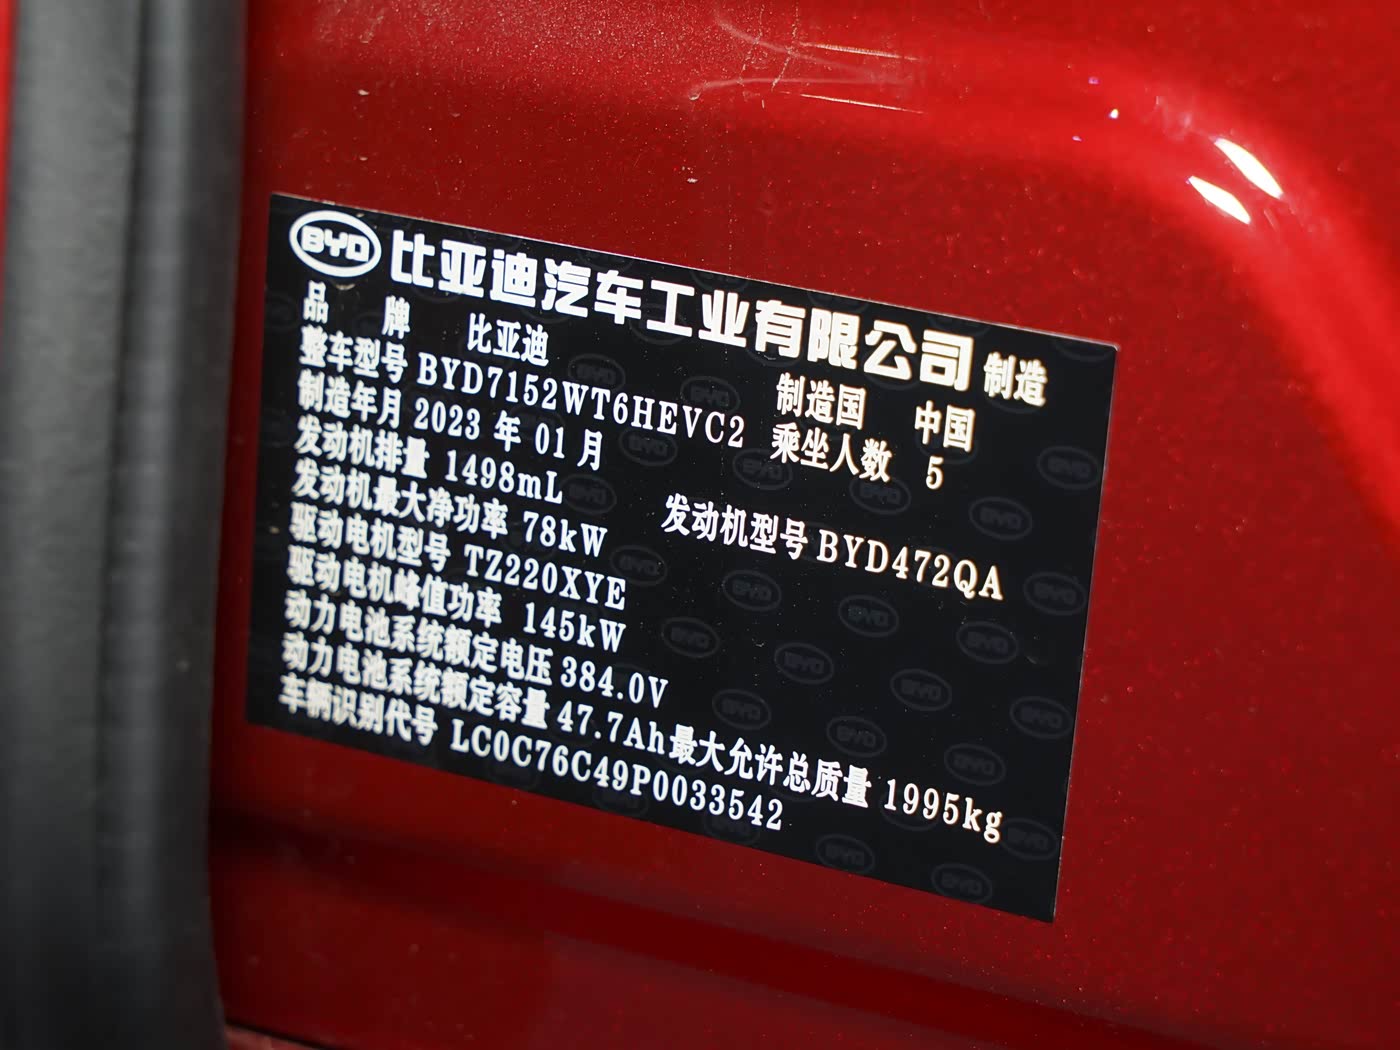 BYD 比亚迪汽车工业有限公司 制造
品 牌 比亚迪 制造国 中国
整车型号 BYD7152WT6HEVC2 乘坐人数 5
制造年月 2023 年 01 月
发动机排量 1498mL 发动机型号 BYD472QA
发动机最大净功率 78kW
驱动电机型号 TZ220XYE
驱动电机峰值功率 145kW
动力电池系统额定电压 384.0V
动力电池系统额定容量 47.7Ah 最大允许总质量 1995kg
车辆识别代号 LC0C76C49P0033542